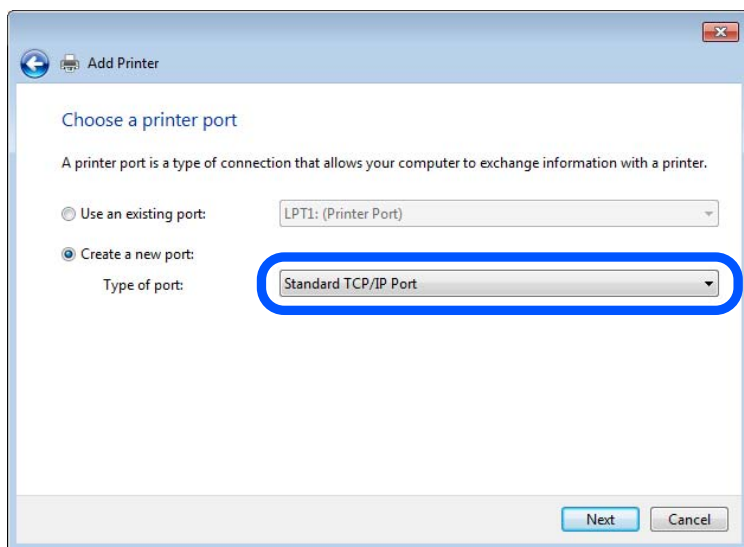 Add Printer
Choose a printer port
A printer port is a type of connection that allows your computer to exchange information with a printer.
Use an existing port: LPT1: (Printer Port)
Create a new port:
Type of port: Standard TCP/IP Port
Next Cancel